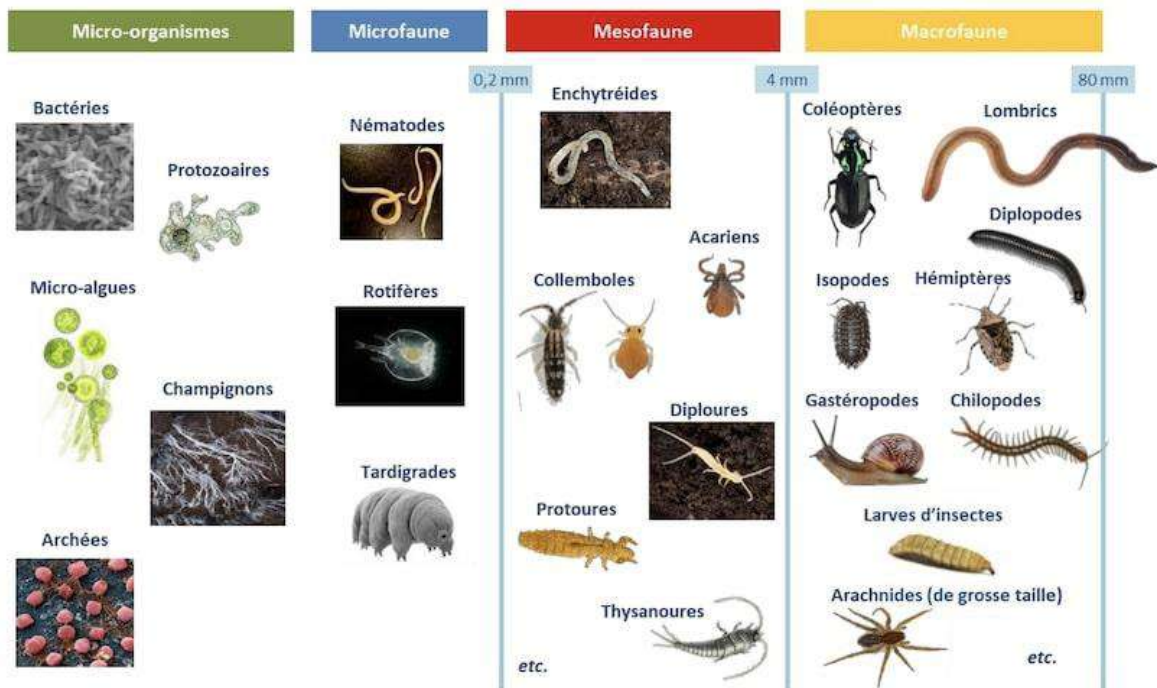 Micro-organismes
Microfaune
Mesofaune
Macrofaune
0,2 mm
4 mm
80 mm
Bactéries
Protozoaires
Micro-algues
Champignons
Archées
Nématodes
Rotifères
Tardigrades
Enchytréides
Acariens
Collemboles
Diploures
Protoures
Thysanoures
etc.
Coléoptères
Lombrics
Diplopodes
Isopodes
Hémiptères
Gastéropodes
Chilopodes
Larves d'insectes
Arachnides (de grosse taille)
etc.